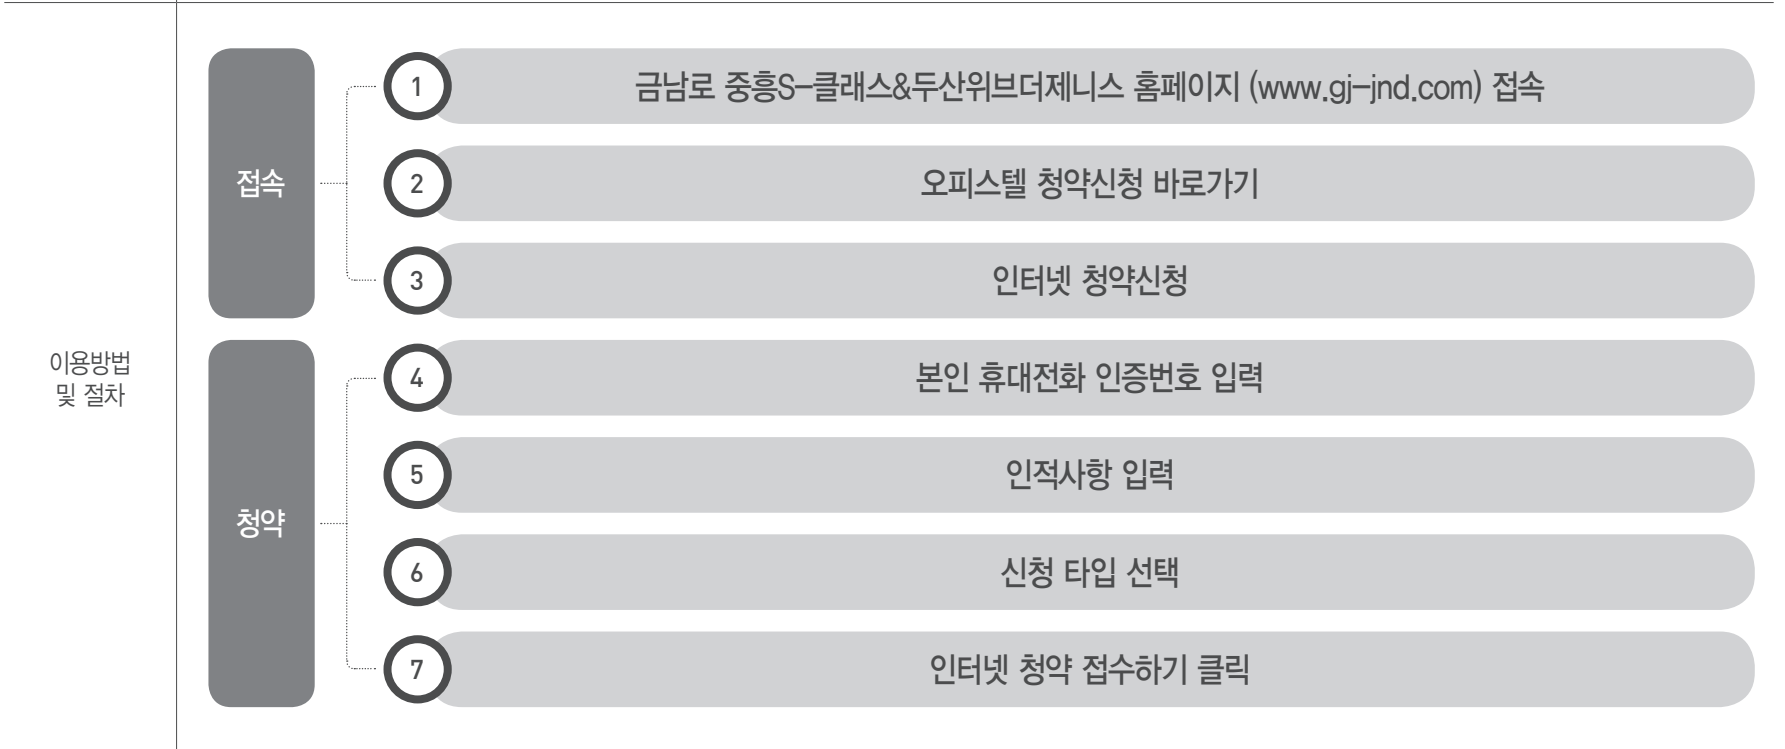 이용방법
및 절차
접속
1
금남로 중흥S-클래스&두산위브더제니스 홈페이지 (www.gj-jnd.com) 접속
2
오피스텔 청약신청 바로가기
3
인터넷 청약신청
청약
4
본인 휴대전화 인증번호 입력
5
인적사항 입력
6
신청 타입 선택
7
인터넷 청약 접수하기 클릭